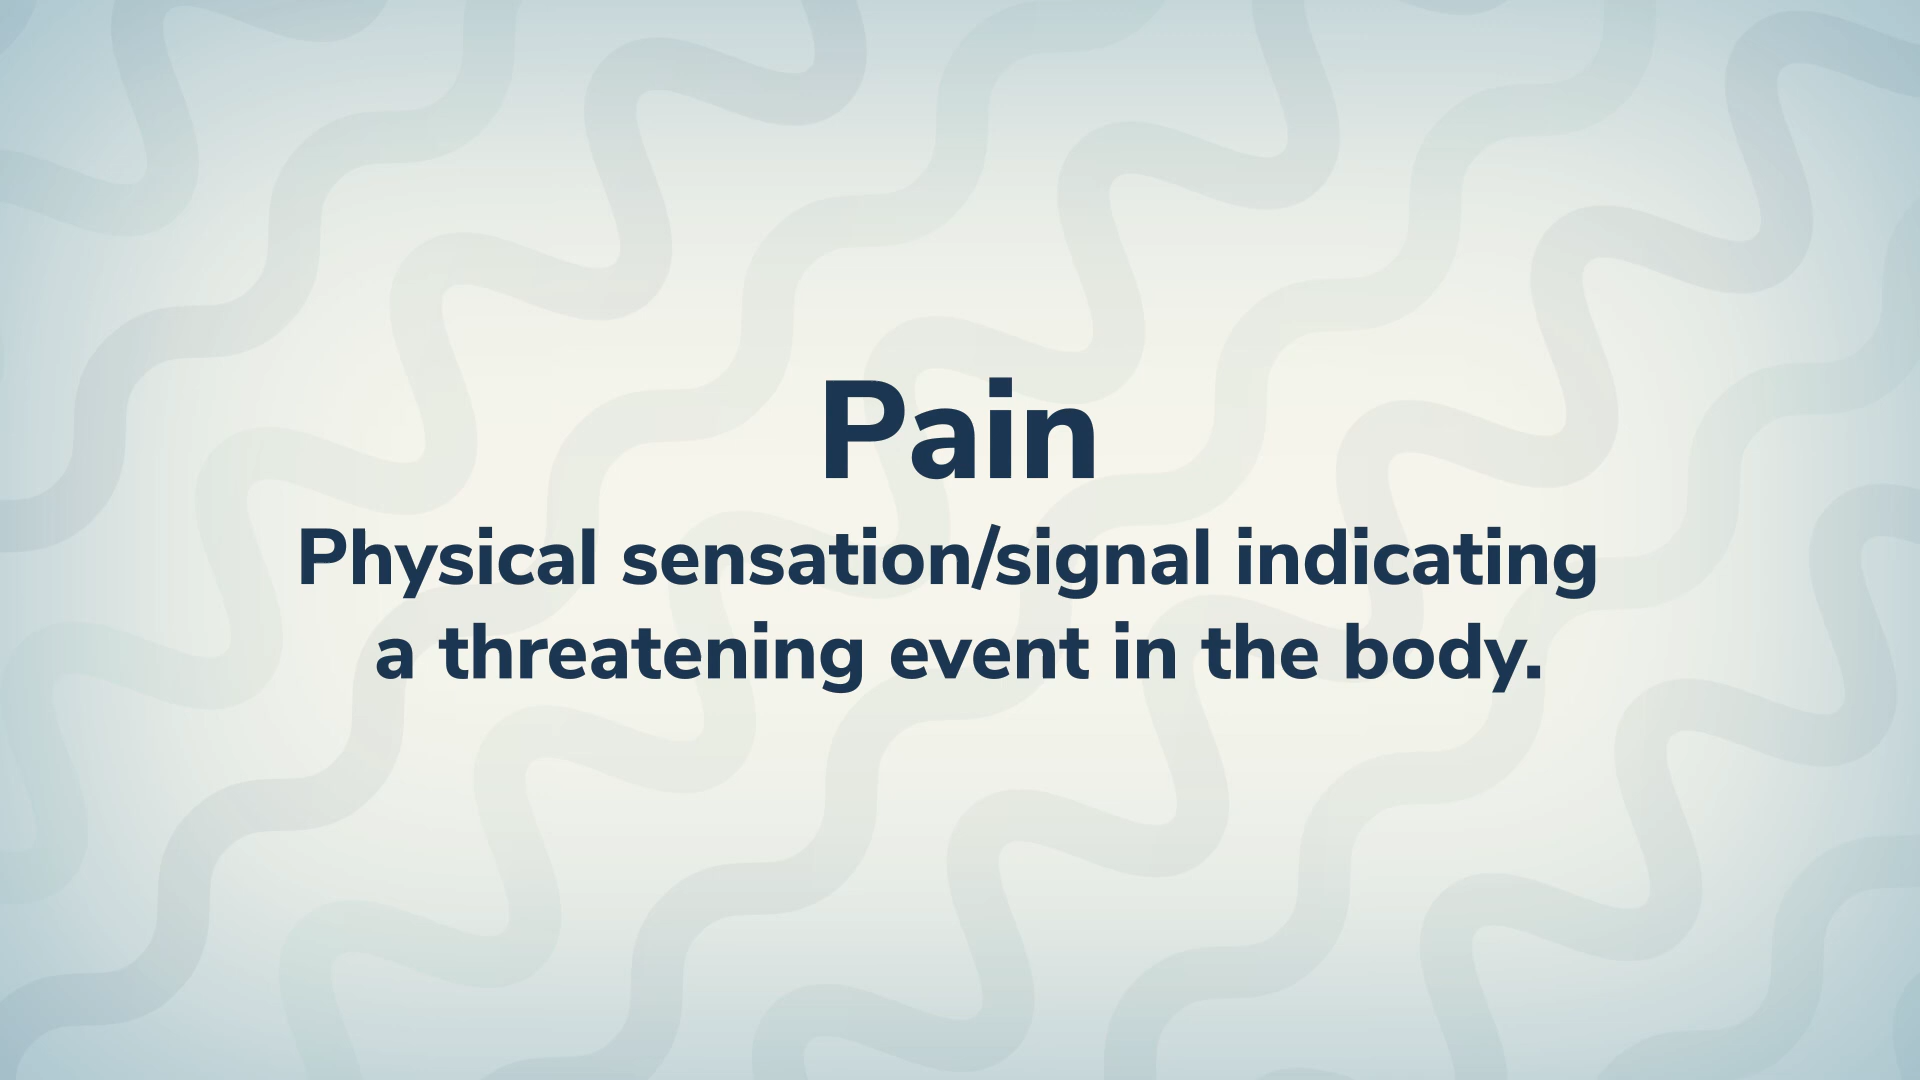 Pain
Physical sensation/signal indicating
a threatening event in the body.